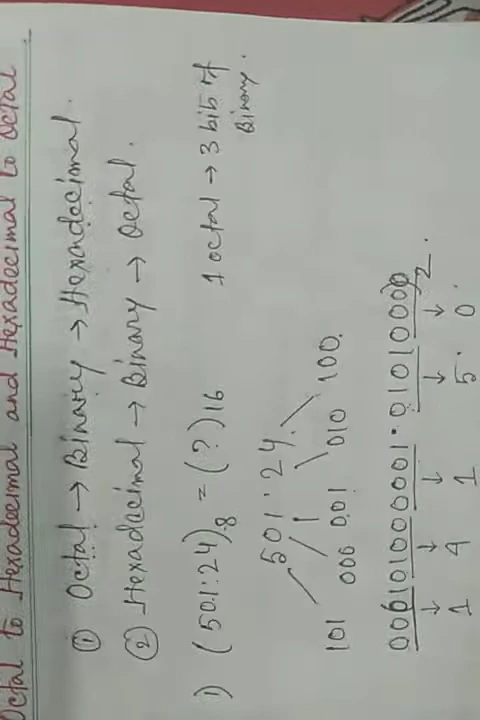 Octal to Hexadecimal and Hexadecimal to Octal
① Octal → Binary → Hexadecimal.
② Hexadecimal → Binary → Octal.
1) (501.24)8 = (?)16 1 octal → 3 bits of
Binary.
501.24.
101 000 001 010 100.
000101000001.01010000 2.
↓ ↓ ↓ ↓ ↓
1 4 1 5. 0.